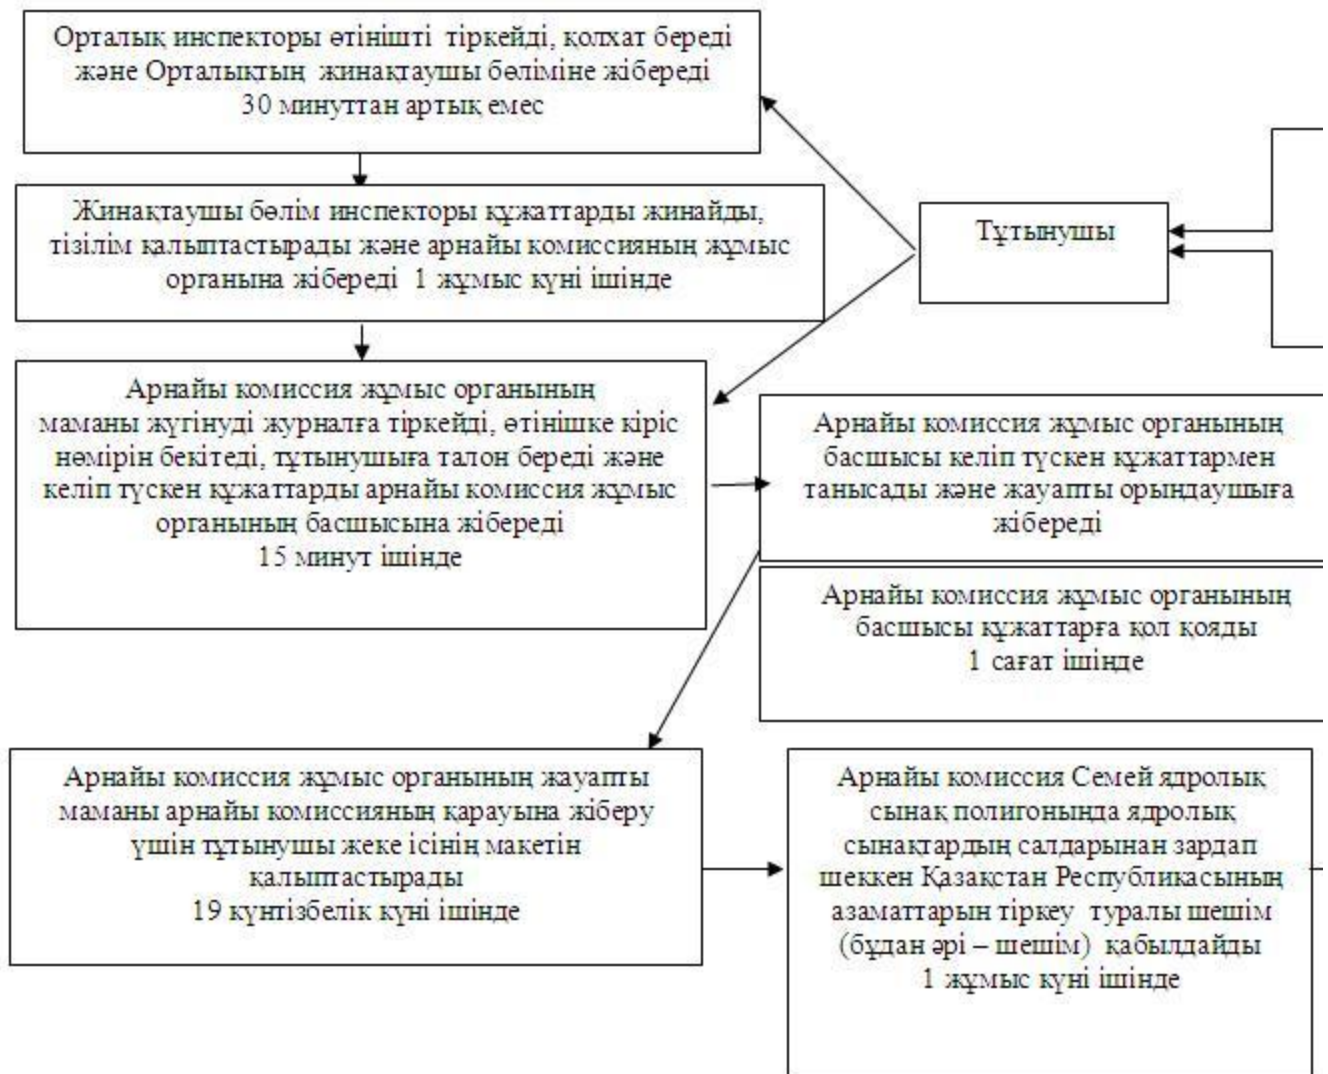 Орталық инспекторы өтінішті тіркейді, қолхат береді
және Орталықтың жинақтаушы бөліміне жібереді
30 минуттан артық емес
Жинақтаушы бөлім инспекторы құжаттарды жинайды,
тізілім қалыптастырады және арнайы комиссияның жұмыс
органына жібереді 1 жұмыс күні ішінде
Тұтынушы
Арнайы комиссия жұмыс органының
маманы жүгінуді журналға тіркейді, өтінішке кіріс
нөмірін бекітеді, тұтынушыға талон береді және
келіп түскен құжаттарды арнайы комиссия жұмыс
органының басшысына жібереді
15 минут ішінде
Арнайы комиссия жұмыс органының
басшысы келіп түскен құжаттармен
танысады және жауапты орындаушыға
жібереді
Арнайы комиссия жұмыс органының
басшысы құжаттарға қол қояды
1 сағат ішінде
Арнайы комиссия жұмыс органының жауапты
маманы арнайы комиссияның қарауына жіберу
үшін тұтынушы жеке ісінің макетін
қалыптастырады
19 күнтізбелік күні ішінде
Арнайы комиссия Семей ядролық
сынақ полигонында ядролық
сынақтардың салдарынан зардап
шеккен Қазақстан Республикасының
азаматтарын тіркеу туралы шешім
(бұдан әрі – шешім) қабылдайды
1 жұмыс күні ішінде